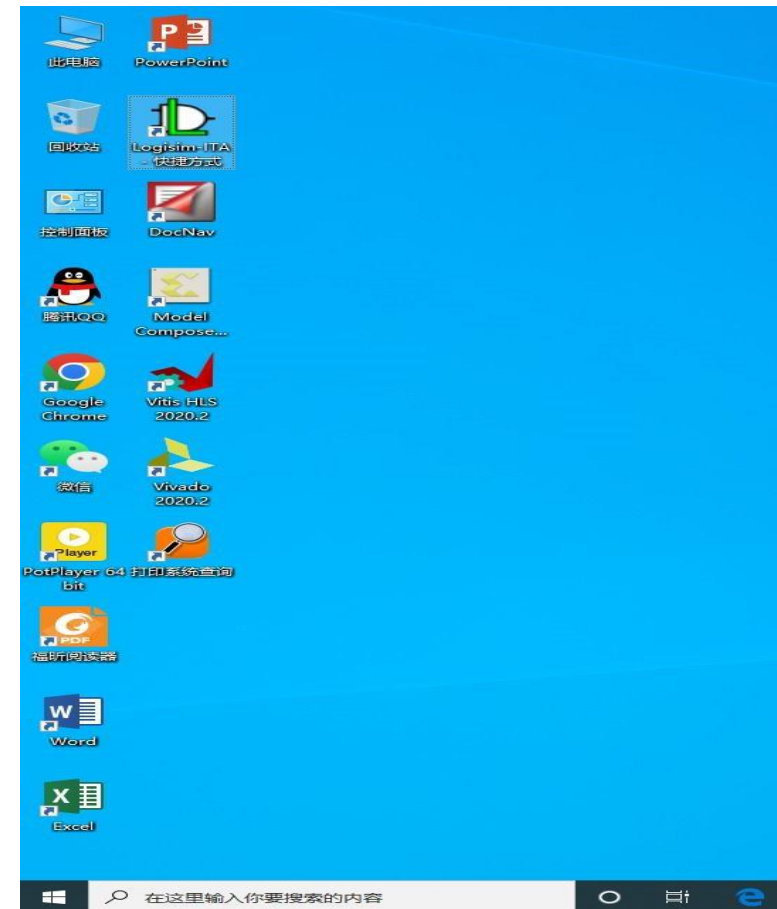 此电脑
PowerPoint
回收站
Logisim-ITA
- 快捷方式
控制面板
DocNav
腾讯QQ
Model
Compose...
Google
Chrome
Vitis HLS
2020.2
微信
Vivado
2020.2
Player
PotPlayer 64
bit
打印系统查询
PDF
福昕阅读器
Word
Excel
在这里输入你要搜索的内容